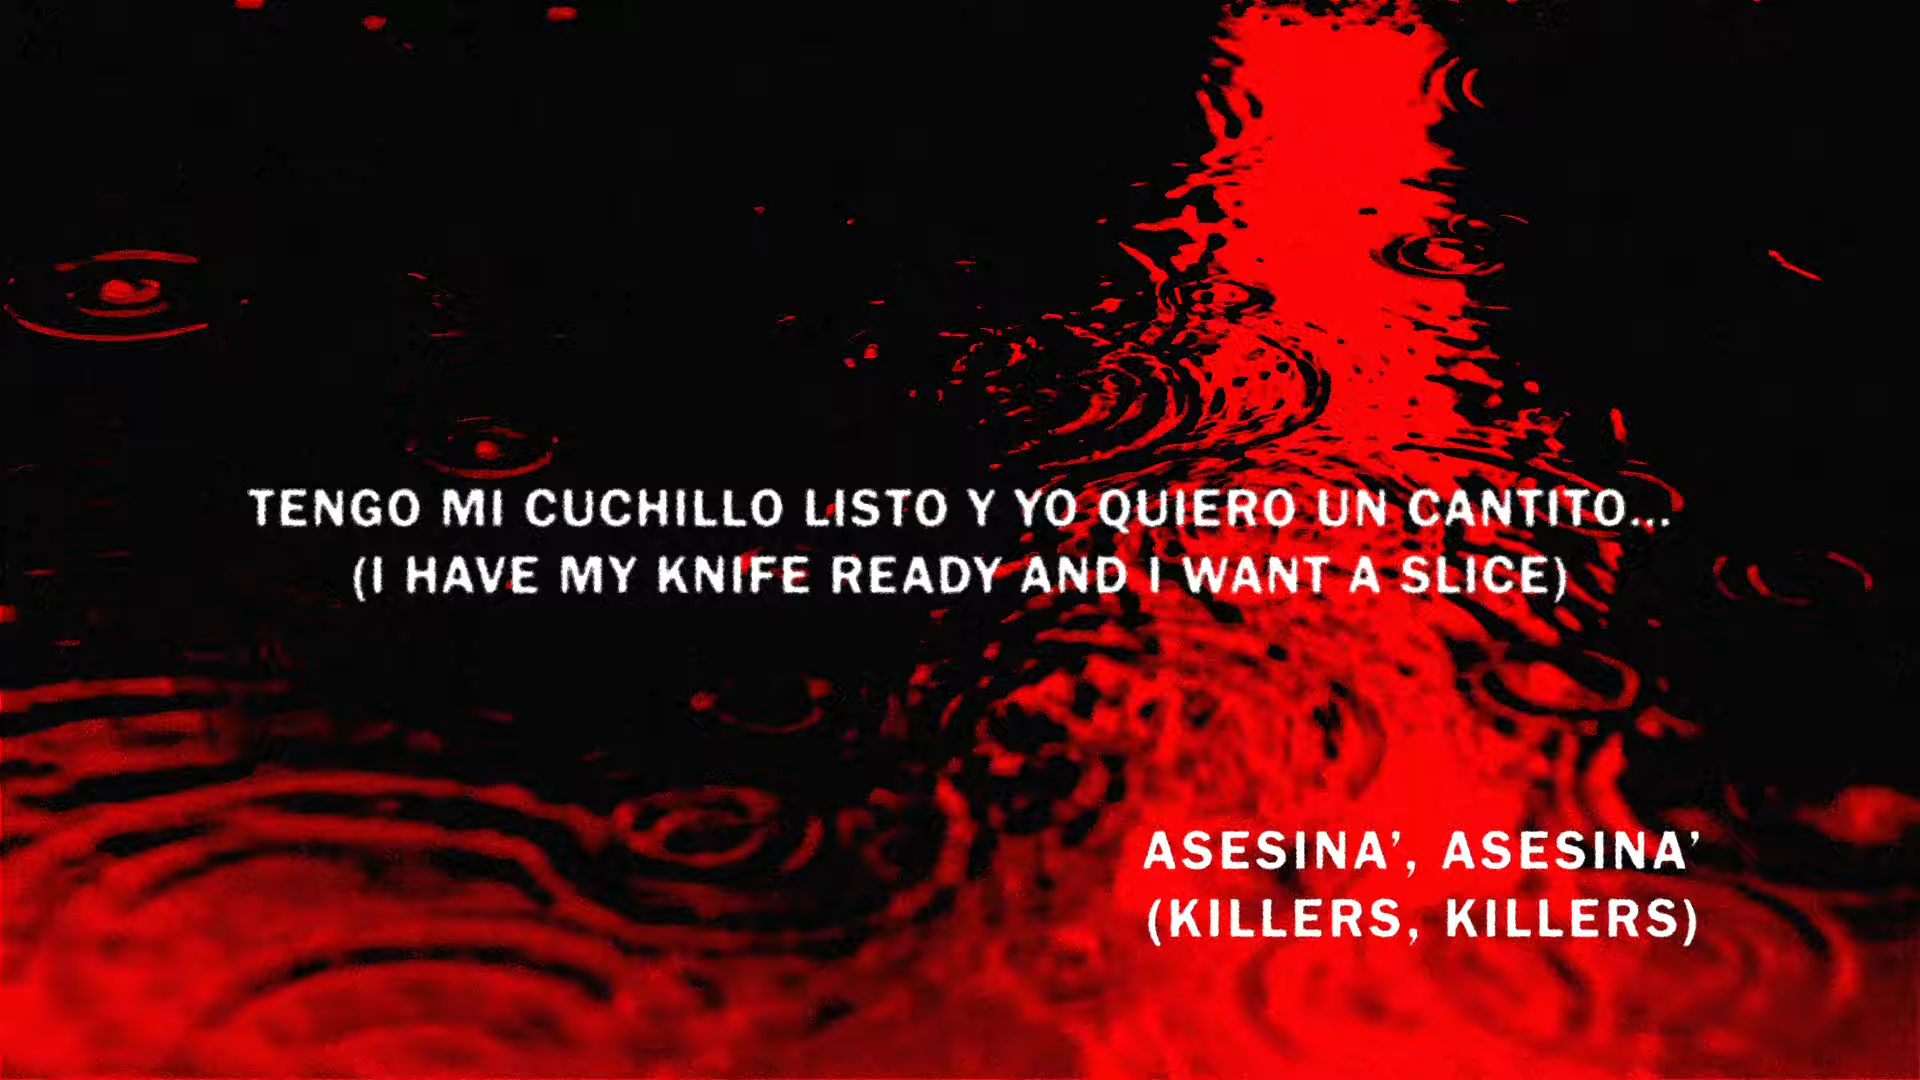 TENGO MI CUCHILLO LISTO Y YO QUIERO UN CANTITO...
(I HAVE MY KNIFE READY AND I WANT A SLICE)
ASESINA’, ASESINA’
(KILLERS, KILLERS)